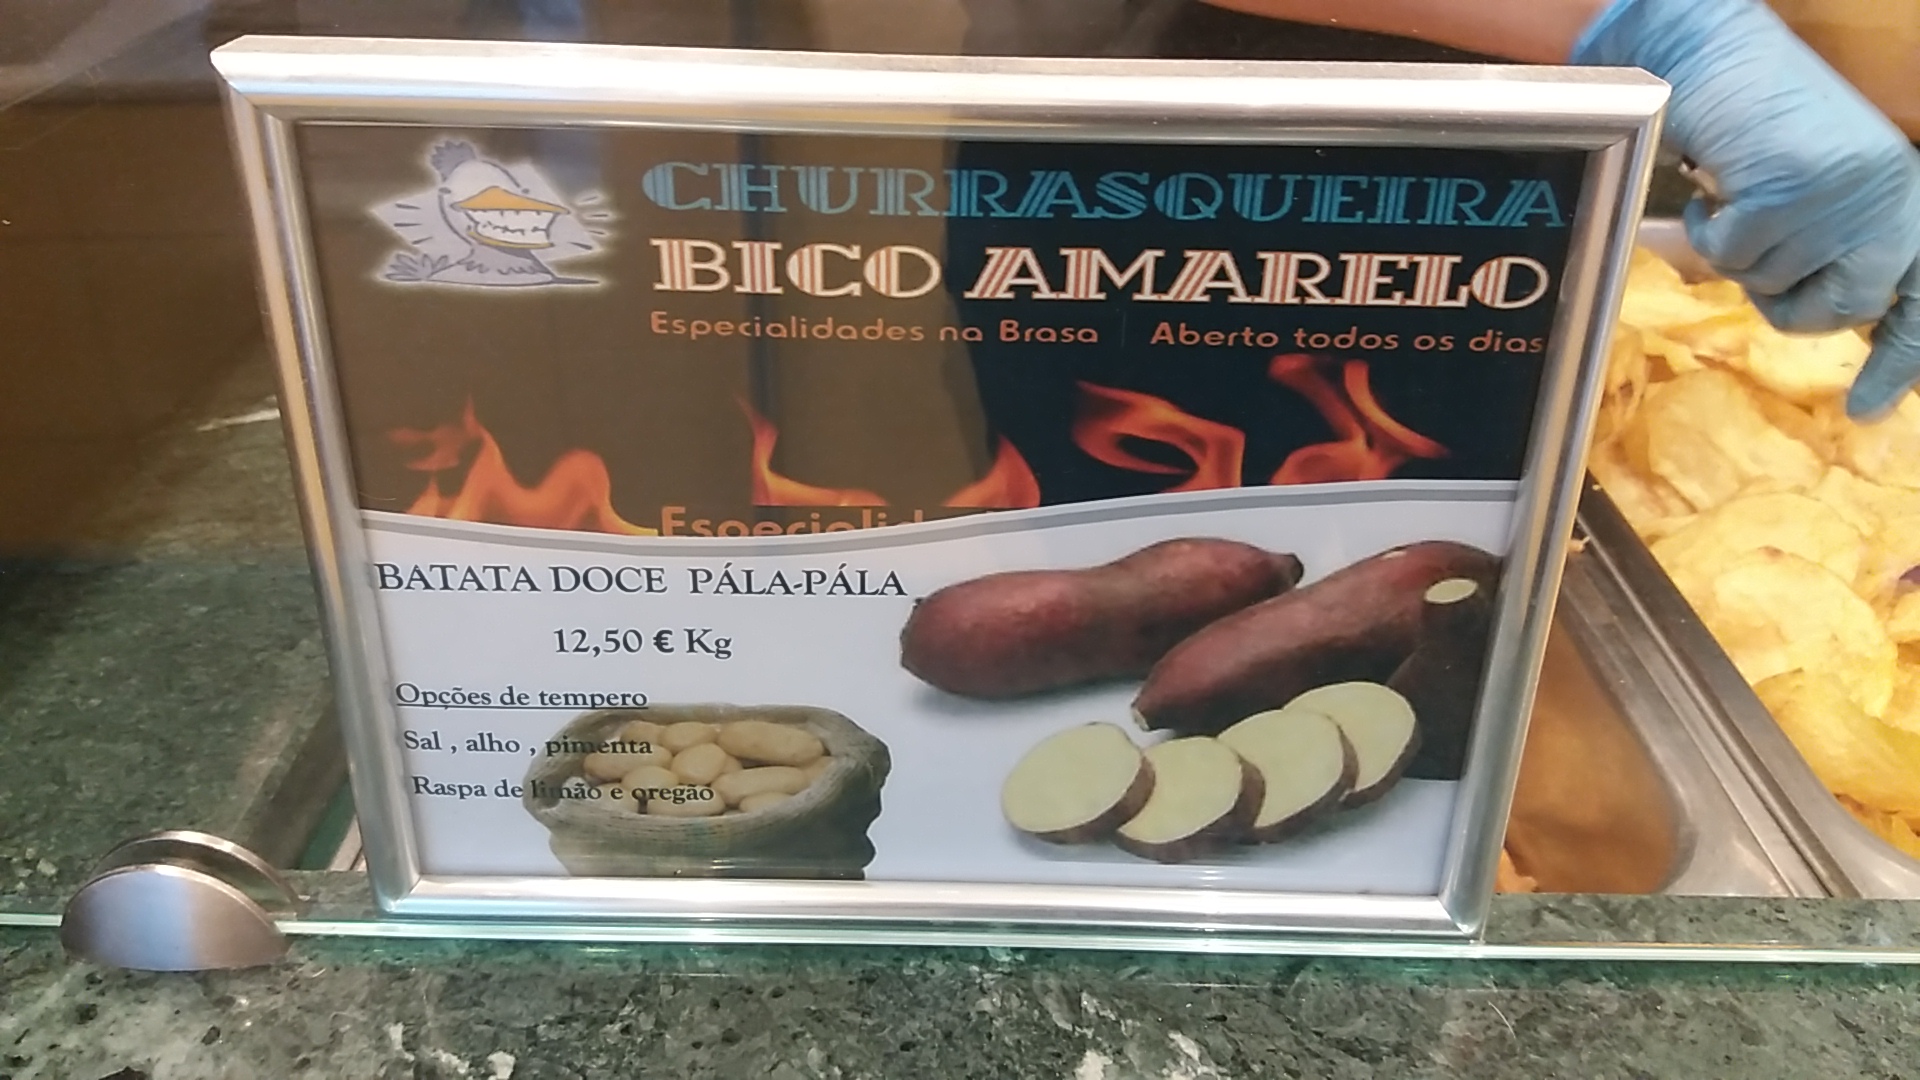 CHURRASQUEIRA
BICO AMARELO
Especialidades na Brasa | Aberto todos os dias
BATATA DOCE PÁLA-PÁLA
12,50 € Kg
Opções de tempero
Sal , alho , pimenta
Raspa de limão e oregão